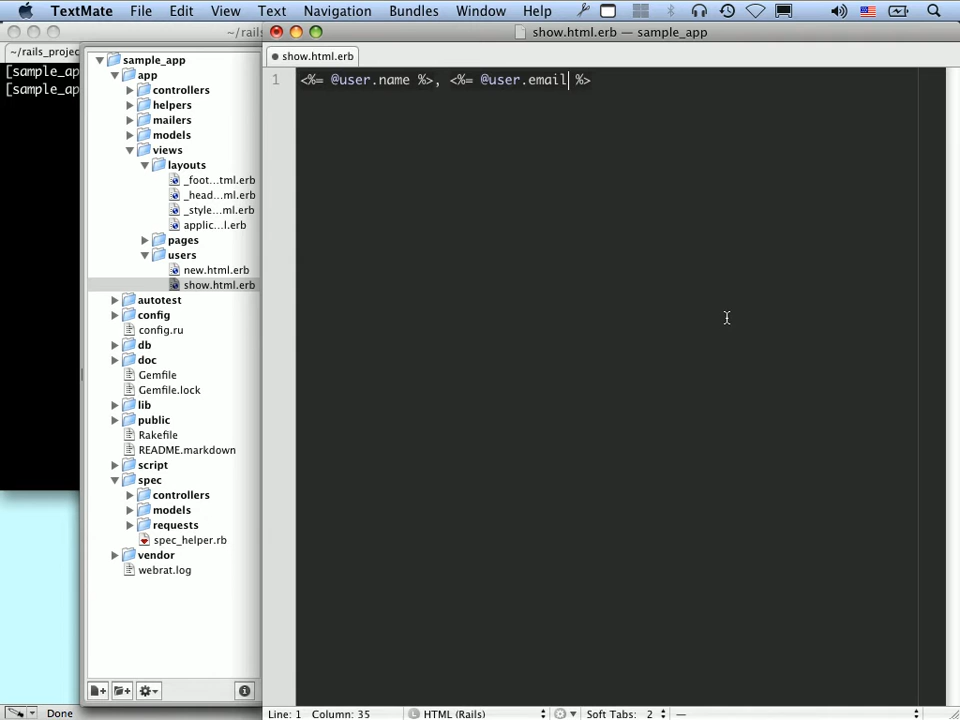 TextMate File Edit View Text Navigation Bundles Window Help
~/rails show.html.erb — sample_app
~/rails_projec show.html.erb
[sample_ap
[sample_ap
1 <%= @user.name %>, <%= @user.email %>
sample_app
app
controllers
helpers
mailers
models
views
layouts
_foot...tml.erb
_head...ml.erb
_style...ml.erb
applic...l.erb
pages
users
new.html.erb
show.html.erb
autotest
config
config.ru
db
doc
Gemfile
Gemfile.lock
lib
public
Rakefile
README.markdown
script
spec
controllers
models
requests
spec_helper.rb
vendor
webrat.log
Done
Line: 1 Column: 35 L HTML (Rails) Soft Tabs: 2 —